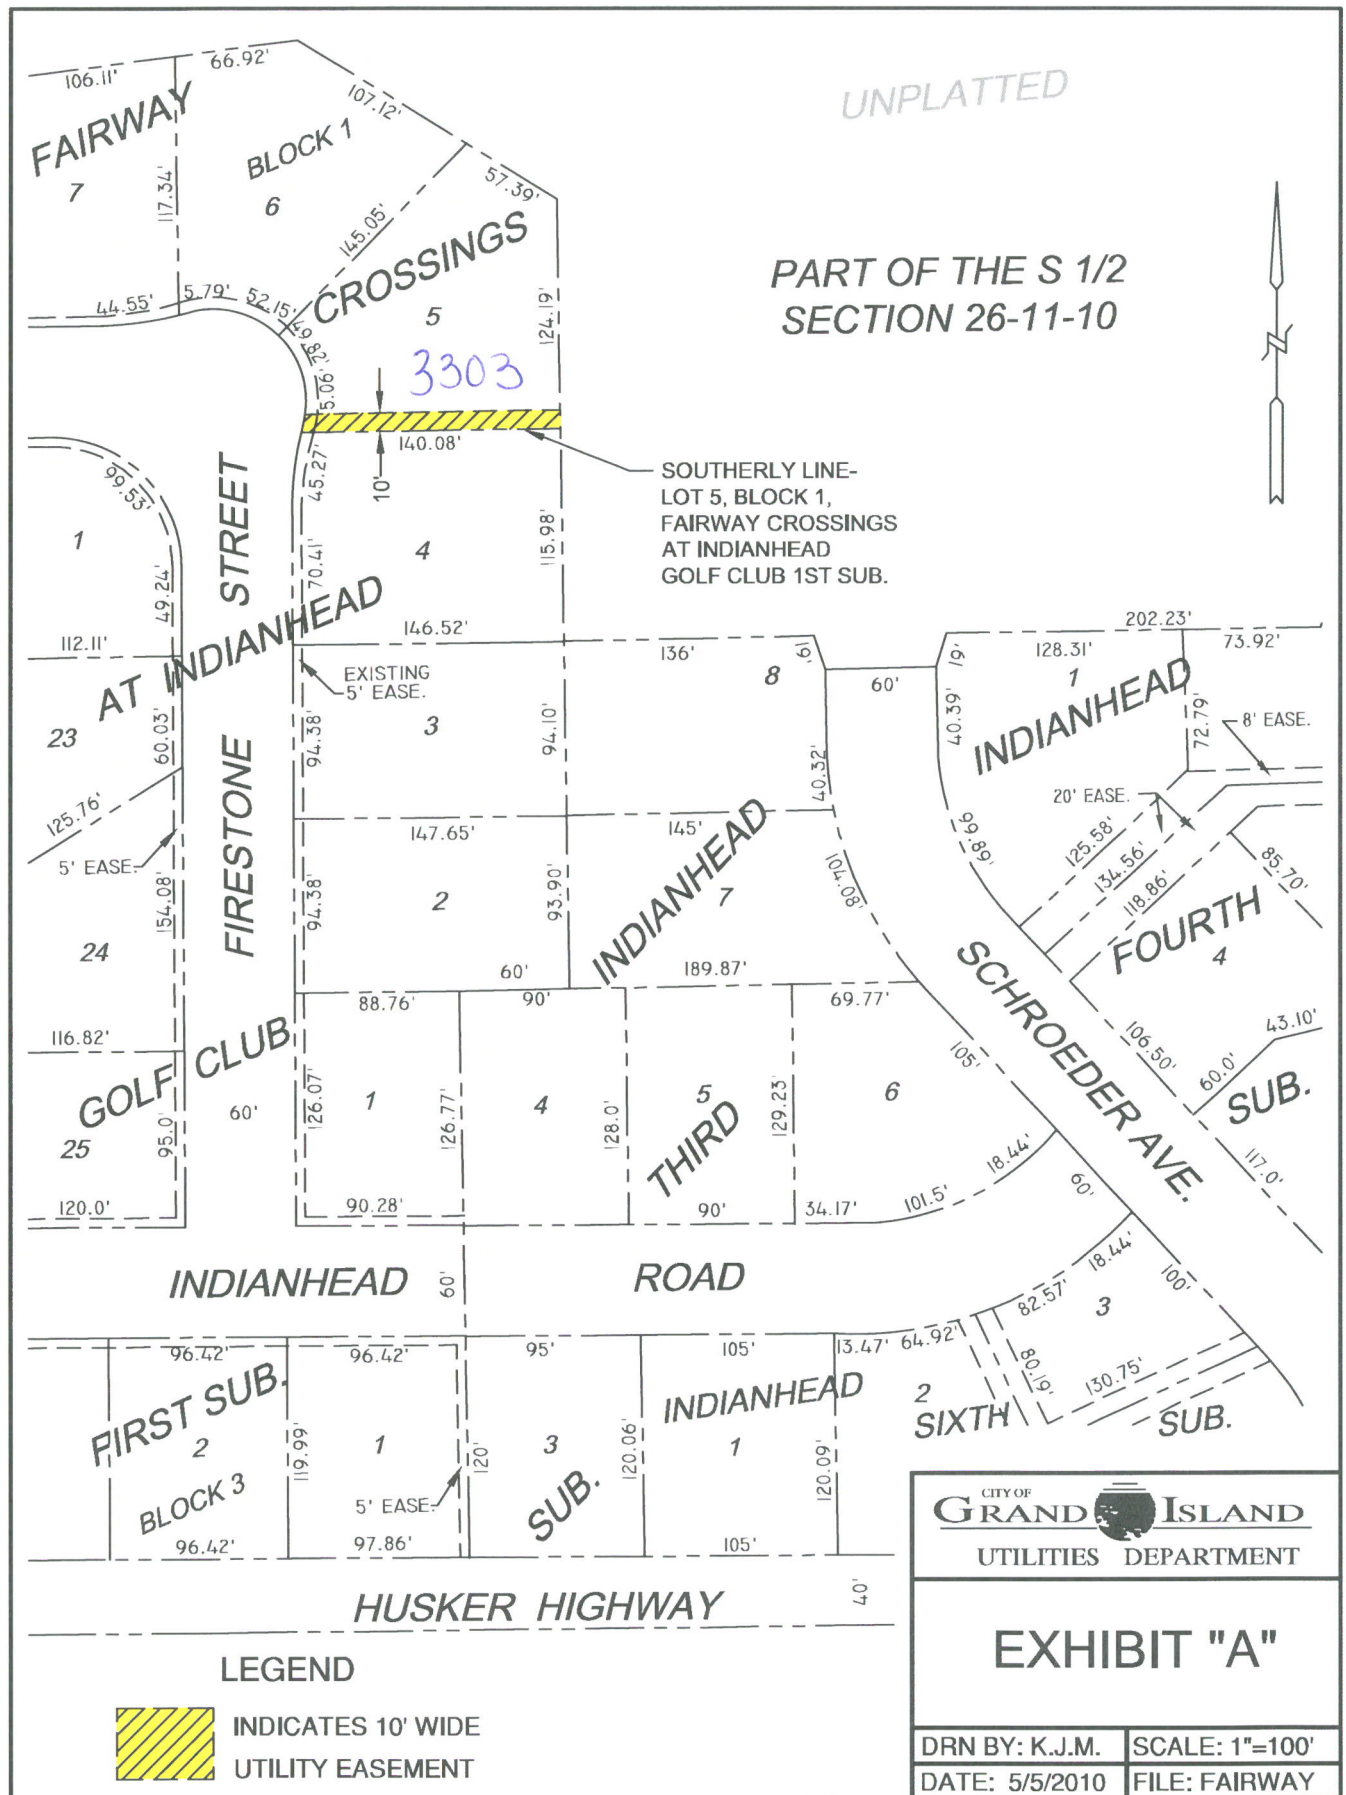 106.11'
66.92'
107.12'
UNPLATTED
FAIRWAY
BLOCK 1
7
117.34'
6
145.05'
57.39'
CROSSINGS
PART OF THE S 1/2
SECTION 26-11-10
44.55'
5.79'
52.15'
49.82'
5
124.19'
3303
5.06'
140.08'
10'
45.27'
99.53'
SOUTHERLY LINE-
LOT 5, BLOCK 1,
FAIRWAY CROSSINGS
AT INDIANHEAD
GOLF CLUB 1ST SUB.
1
STREET
4
115.98'
70.41'
49.24'
112.11'
AT INDIANHEAD
146.52'
EXISTING
5' EASE.
136'
19'
8
60'
19'
202.23'
128.31'
73.92'
1
INDIANHEAD
72.79'
8' EASE.
40.39'
23
60.03'
3
94.38'
94.10'
40.32'
20' EASE.
125.76'
5' EASE.
FIRESTONE
147.65'
145'
INDIANHEAD
99.89'
125.58'
134.56'
118.86'
85.70'
154.08'
24
94.38'
2
93.90'
7
104.08'
FOURTH
4
60'
189.87'
SCHROEDER AVE.
88.76'
90'
69.77'
116.82'
GOLF CLUB
60'
105'
106.50'
43.10'
60.0'
SUB.
25
95.0'
126.07'
1
126.77'
4
128.0'
5
THIRD
129.23'
6
117.0'
120.0'
90.28'
90'
34.17'
101.5'
18.44'
60'
INDIANHEAD ROAD
60'
18.44'
100'
82.57'
3
96.42'
96.42'
95'
105'
13.47'
64.92'
80.19'
130.75'
FIRST SUB.
2
BLOCK 3
119.99'
1
5' EASE.
120'
3
SUB.
120.06'
INDIANHEAD
1
120.09'
2
SIXTH
SUB.
96.42'
97.86'
105'
HUSKER HIGHWAY
40'
CITY OF
GRAND ISLAND
UTILITIES DEPARTMENT
EXHIBIT "A"
LEGEND
INDICATES 10' WIDE
UTILITY EASEMENT
DRN BY: K.J.M.
SCALE: 1"=100'
DATE: 5/5/2010
FILE: FAIRWAY